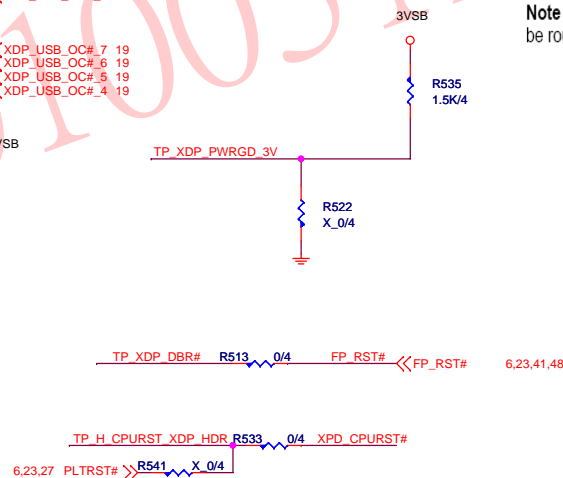 3VSB
Note
be rou
XDP_USB_OC#_7 19
XDP_USB_OC#_6 19
XDP_USB_OC#_5 19
XDP_USB_OC#_4 19
R535
1.5K/4
VSB
TP_XDP_PWRGD_3V
R522
X_0/4
TP_XDP_DBR# R513 0/4 FP_RST# FP_RST# 6,23,41,48
TP_H_CPURST_XDP_HDR R533 0/4 XPD_CPURST#
6,23,27 PLTRST# R541 X_0/4